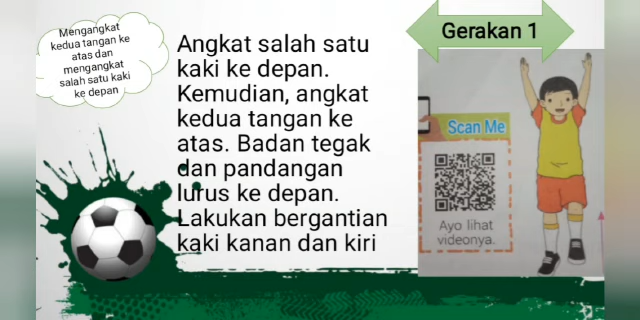 Mengangkat
kedua tangan ke
atas dan
mengangkat
salah satu kaki
ke depan
Angkat salah satu
kaki ke depan.
Kemudian, angkat
kedua tangan ke
atas. Badan tegak
dan pandangan
lurus ke depan.
Lakukan bergantian
kaki kanan dan kiri
Gerakan 1
Scan Me
Ayo lihat
videonya.